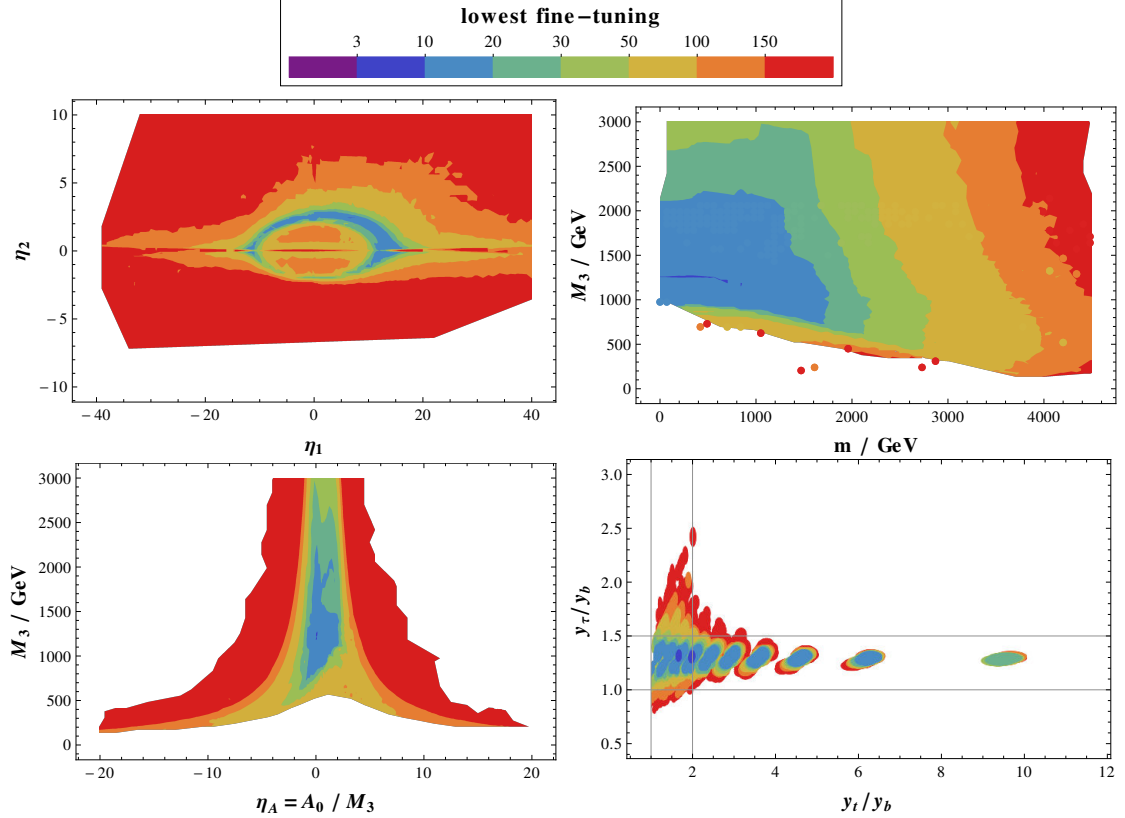 lowest fine-tuning
3 10 20 30 50 100 150
10
5
0
-5
-10
η2
-40 -20 0 20 40
η1
3000
2500
2000
1500
1000
500
0
M3 / GeV
0 1000 2000 3000 4000
m / GeV
3000
2500
2000
1500
1000
500
0
M3 / GeV
-20 -10 0 10 20
ηA = A0 / M3
3.0
2.5
2.0
1.5
1.0
0.5
yτ/yb
2 4 6 8 10 12
yt/yb